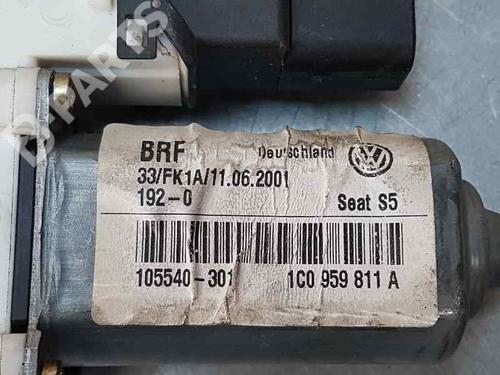 B-PARTS
BRF Deutschland
33/FK1A/11.06.2001
192-0 Seat S5
105540-301 1C0 959 811 A